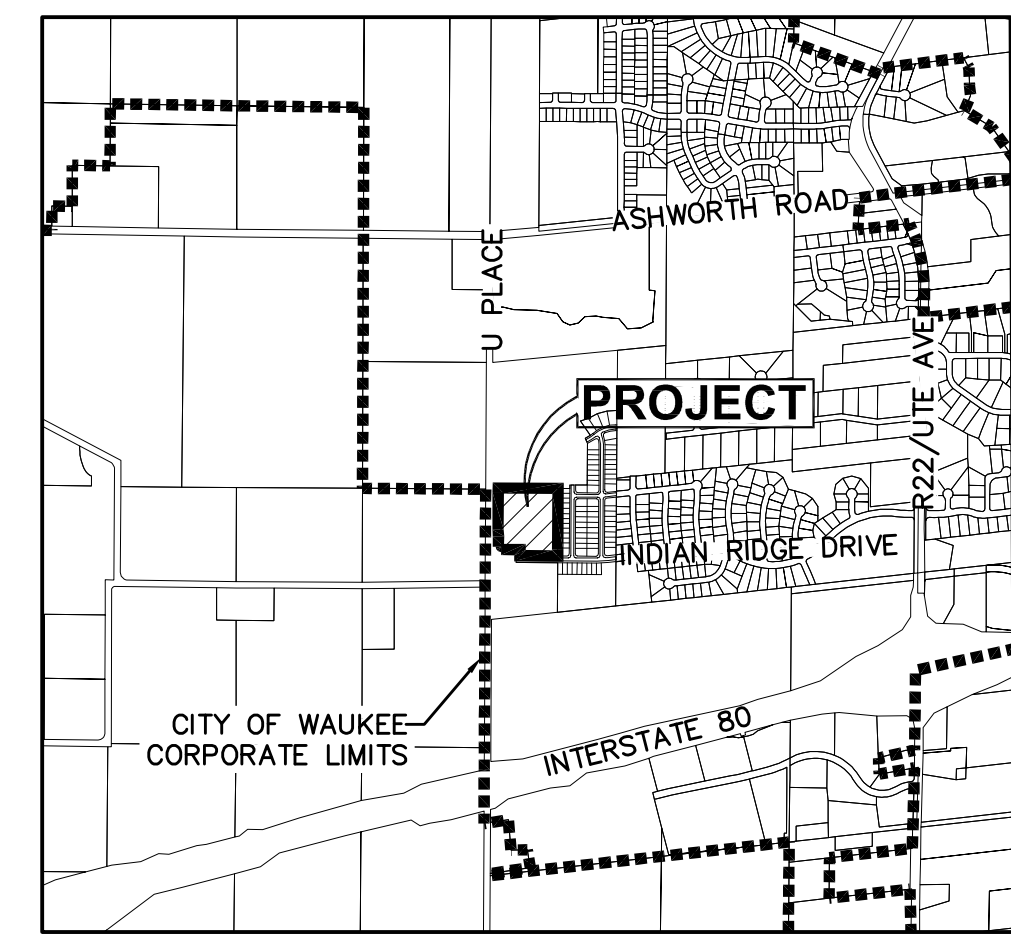 ASHWORTH ROAD
U PLACE
PROJECT
R22/UTE AVE
INDIAN RIDGE DRIVE
CITY OF WAUKEE
CORPORATE LIMITS
INTERSTATE 80